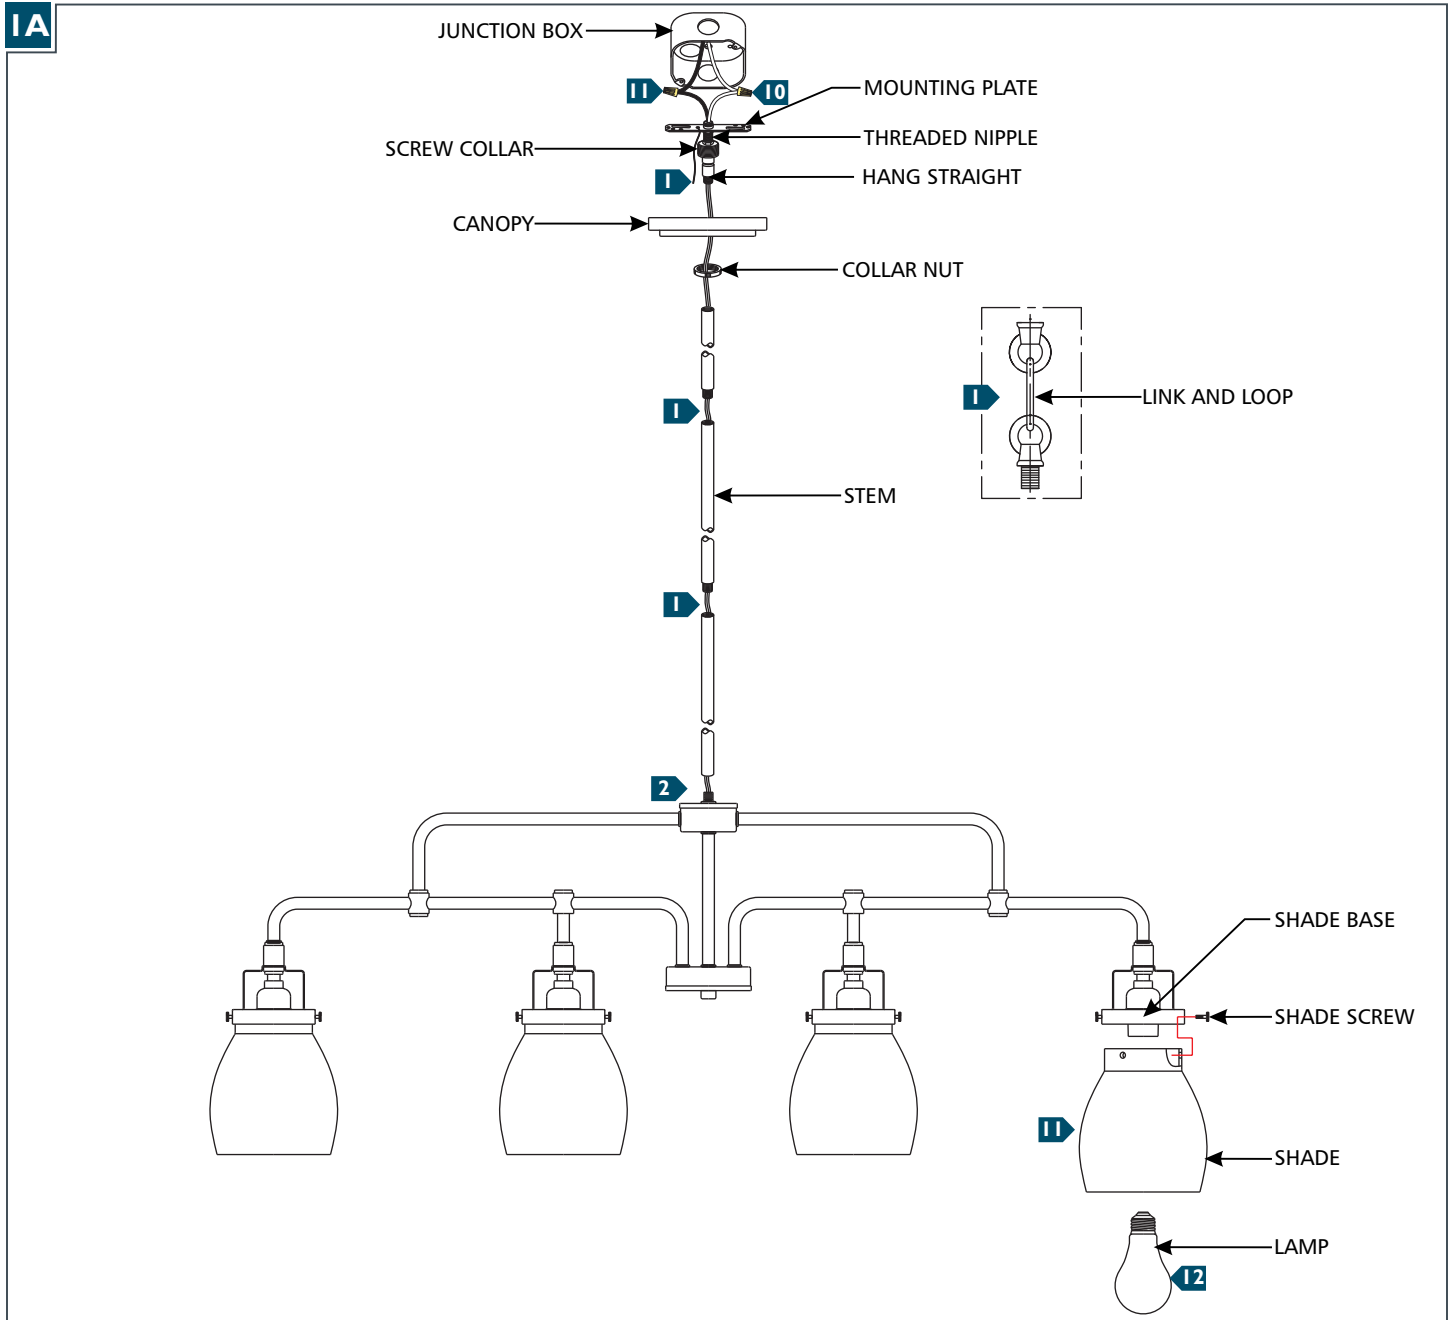 1A
JUNCTION BOX
11
10
MOUNTING PLATE
THREADED NIPPLE
SCREW COLLAR
1
HANG STRAIGHT
CANOPY
COLLAR NUT
1
LINK AND LOOP
1
STEM
1
2
SHADE BASE
SHADE SCREW
11
SHADE
LAMP
12